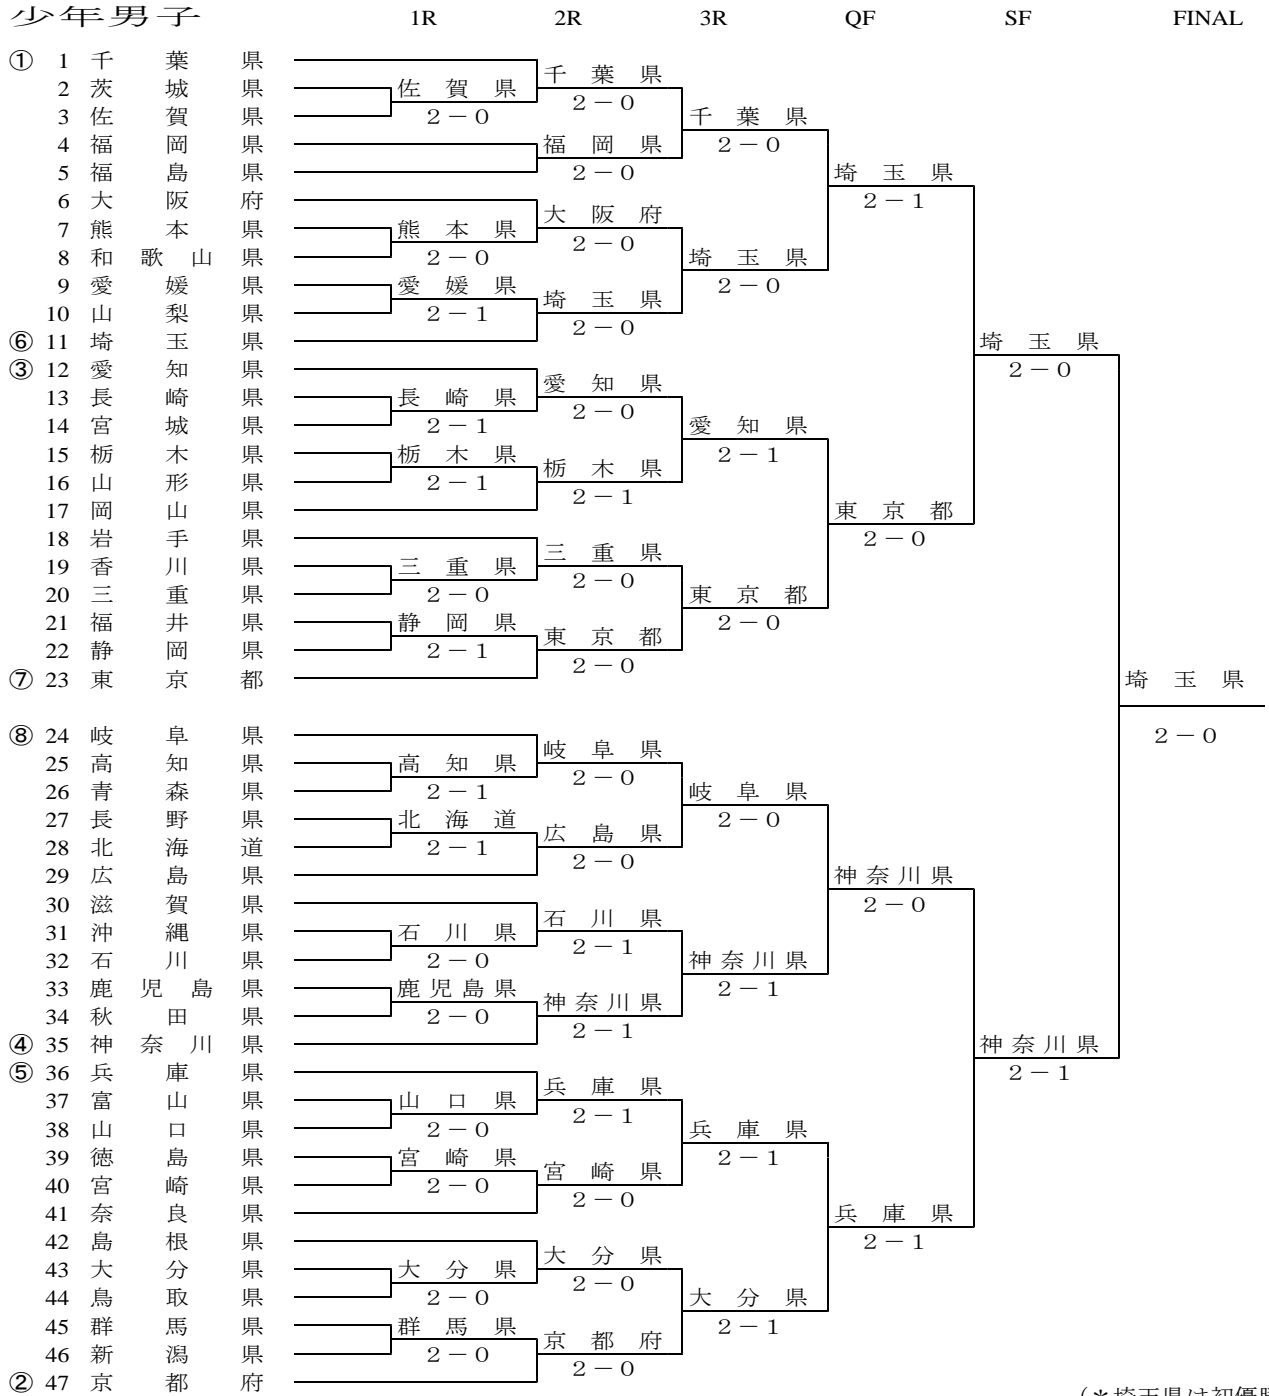 少年男子 1R 2R 3R QF SF FINAL
① 1 千葉県
千葉県
2 茨城県
佐賀県
2－0
3 佐賀県
2－0
千葉県
4 福岡県
福岡県
2－0
5 福島県
2－0
埼玉県
6 大阪府
2－1
大阪府
7 熊本県
熊本県
2－0
8 和歌山県
2－0
埼玉県
9 愛媛県
愛媛県
2－0
埼玉県
10 山梨県
2－1
2－0
⑥ 11 埼玉県
埼玉県
③ 12 愛知県
2－0
愛知県
13 長崎県
長崎県
2－0
14 宮城県
2－1
愛知県
15 栃木県
栃木県
2－1
栃木県
16 山形県
2－1
2－1
17 岡山県
東京都
18 岩手県
2－0
三重県
19 香川県
三重県
2－0
20 三重県
2－0
東京都
21 福井県
静岡県
2－0
東京都
22 静岡県
2－1
2－0
⑦ 23 東京都
埼玉県
⑧ 24 岐阜県
2－0
岐阜県
25 高知県
高知県
2－0
26 青森県
2－1
岐阜県
27 長野県
北海道
2－0
広島県
28 北海道
2－1
2－0
29 広島県
神奈川県
30 滋賀県
2－0
石川県
31 沖縄県
石川県
2－1
32 石川県
2－0
神奈川県
33 鹿児島県
鹿児島県
2－1
神奈川県
34 秋田県
2－0
2－1
④ 35 神奈川県
神奈川県
⑤ 36 兵庫県
2－1
兵庫県
37 富山県
山口県
2－1
38 山口県
2－0
兵庫県
39 徳島県
宮崎県
2－1
宮崎県
40 宮崎県
2－0
2－0
41 奈良県
兵庫県
42 島根県
2－1
大分県
43 大分県
大分県
2－0
44 鳥取県
2－0
大分県
45 群馬県
群馬県
2－1
京都府
46 新潟県
2－0
2－0
② 47 京都府
(＊埼玉県は初優